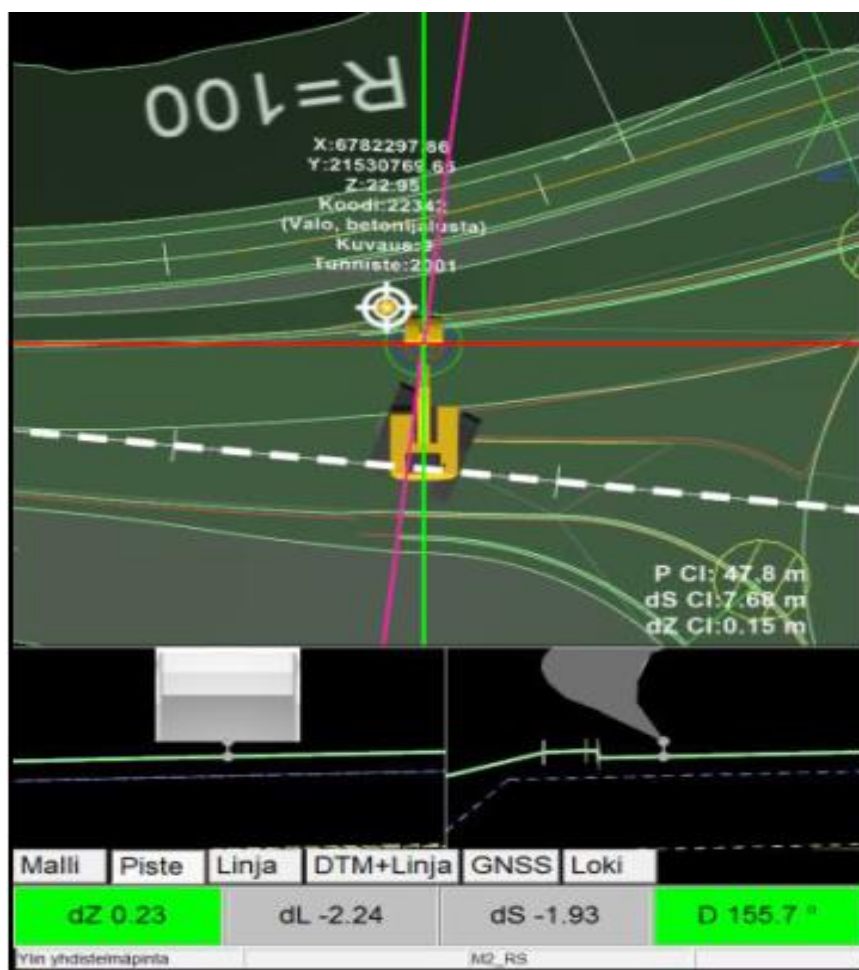 R=100
X:6782297.86
Y:21530769.66
Z:22.95
Koodi:22342
(Valo, betonijalusta)
Kuvaus:9
Tunniste:2001
P Cl: 47.8 m
dS Cl:7.68 m
dZ Cl:0.15 m
Malli Piste Linja DTM+Linja GNSS Loki
dZ 0.23 dL -2.24 dS -1.93 D 155.7 °
Ylin yhdistelmäpinta M2_RS